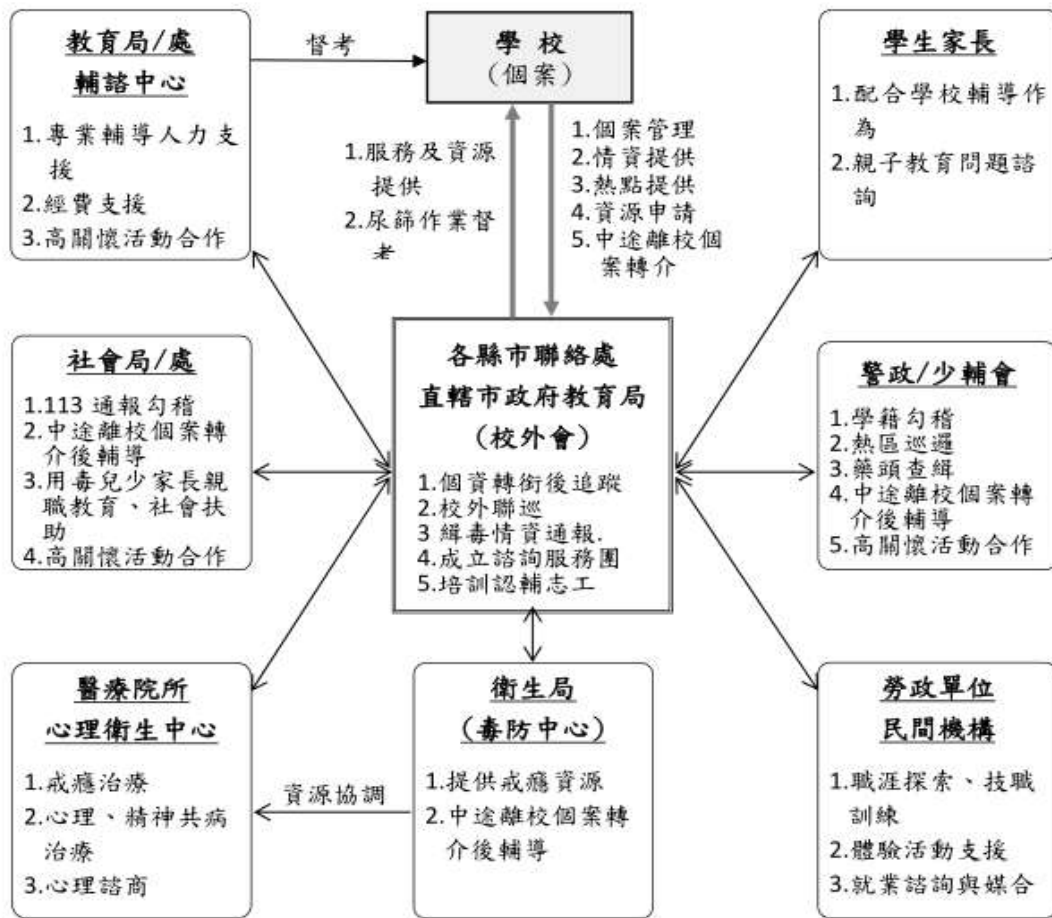 教育局/處
輔諮中心
1.專業輔導人力支
援
2.經費支援
3.高關懷活動合作
督考
學校
(個案)
1.服務及資源
提供
2.尿篩作業督
考
1.個案管理
2.情資提供
3.熱點提供
4.資源申請
5.中途離校個
案轉介
學生家長
1.配合學校輔導作
為
2.親子教育問題諮
詢
社會局/處
1.113 通報勾稽
2.中途離校個案轉
介後輔導
3.用毒兒少家長親
職教育、社會扶
助
4.高關懷活動合作
各縣市聯絡處
直轄市政府教育局
(校外會)
1.個資轉銜後追蹤
2.校外聯巡
3 緝毒情資通報.
4.成立諮詢服務團
5.培訓認輔志工
警政/少輔會
1.學籍勾稽
2.熱區巡邏
3.藥頭查緝
4.中途離校個案轉
介後輔導
5.高關懷活動合作
醫療院所
心理衛生中心
1.戒癮治療
2.心理、精神共病
治療
3.心理諮商
資源協調
衛生局
(毒防中心)
1.提供戒癮資源
2.中途離校個案轉
介後輔導
勞政單位
民間機構
1.職涯探索、技職
訓練
2.體驗活動支援
3.就業諮詢與媒合